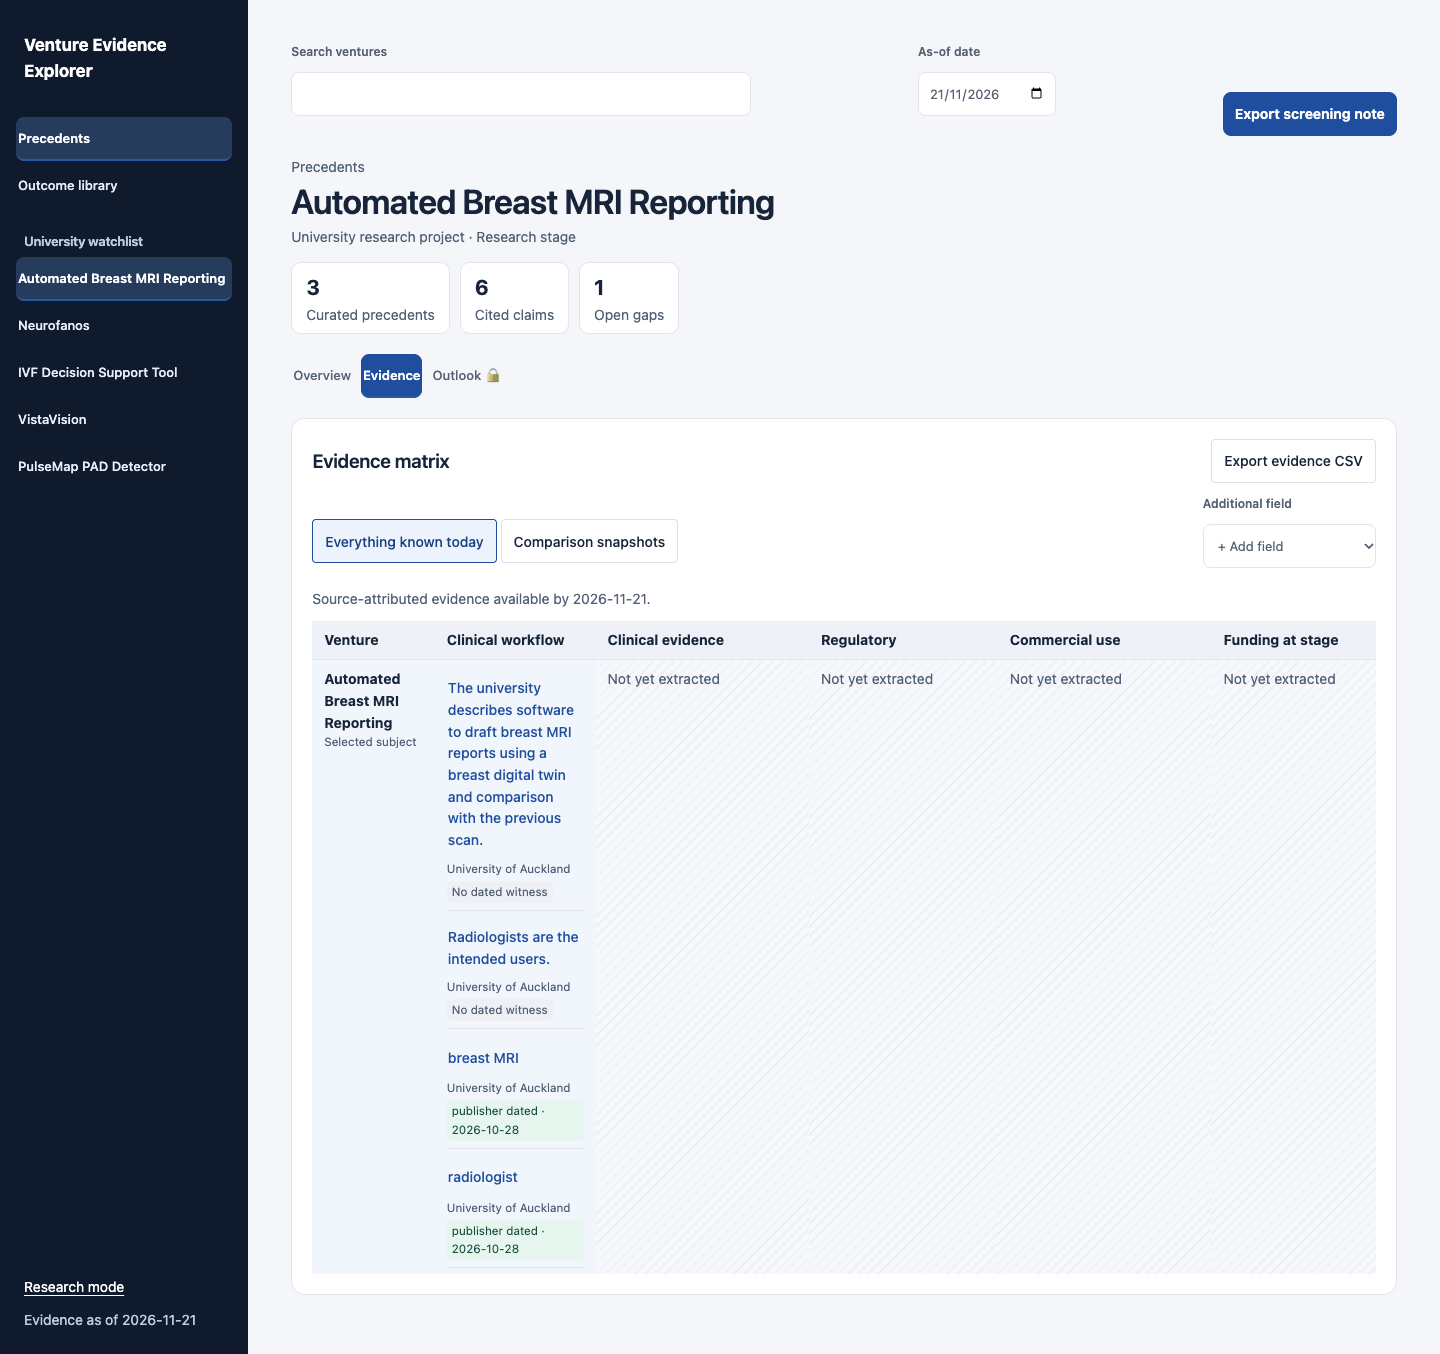 Venture Evidence
Explorer
Precedents
Outcome library
University watchlist
Automated Breast MRI Reporting
Neurofanos
IVF Decision Support Tool
VistaVision
PulseMap PAD Detector
Research mode
Evidence as of 2026-11-21
Search ventures
As-of date
21/11/2026
Export screening note
Precedents
Automated Breast MRI Reporting
University research project · Research stage
3
Curated precedents
6
Cited claims
1
Open gaps
Overview
Evidence
Outlook 🔒
Evidence matrix
Export evidence CSV
Additional field
+ Add field
Everything known today
Comparison snapshots
Source-attributed evidence available by 2026-11-21.
Venture
Clinical workflow
Clinical evidence
Regulatory
Commercial use
Funding at stage
Automated
Breast MRI
Reporting
Selected subject
The university
describes software
to draft breast MRI
reports using a
breast digital twin
and comparison
with the previous
scan.
University of Auckland
No dated witness
Radiologists are the
intended users.
University of Auckland
No dated witness
breast MRI
University of Auckland
publisher dated ·
2026-10-28
radiologist
University of Auckland
publisher dated ·
2026-10-28
Not yet extracted
Not yet extracted
Not yet extracted
Not yet extracted